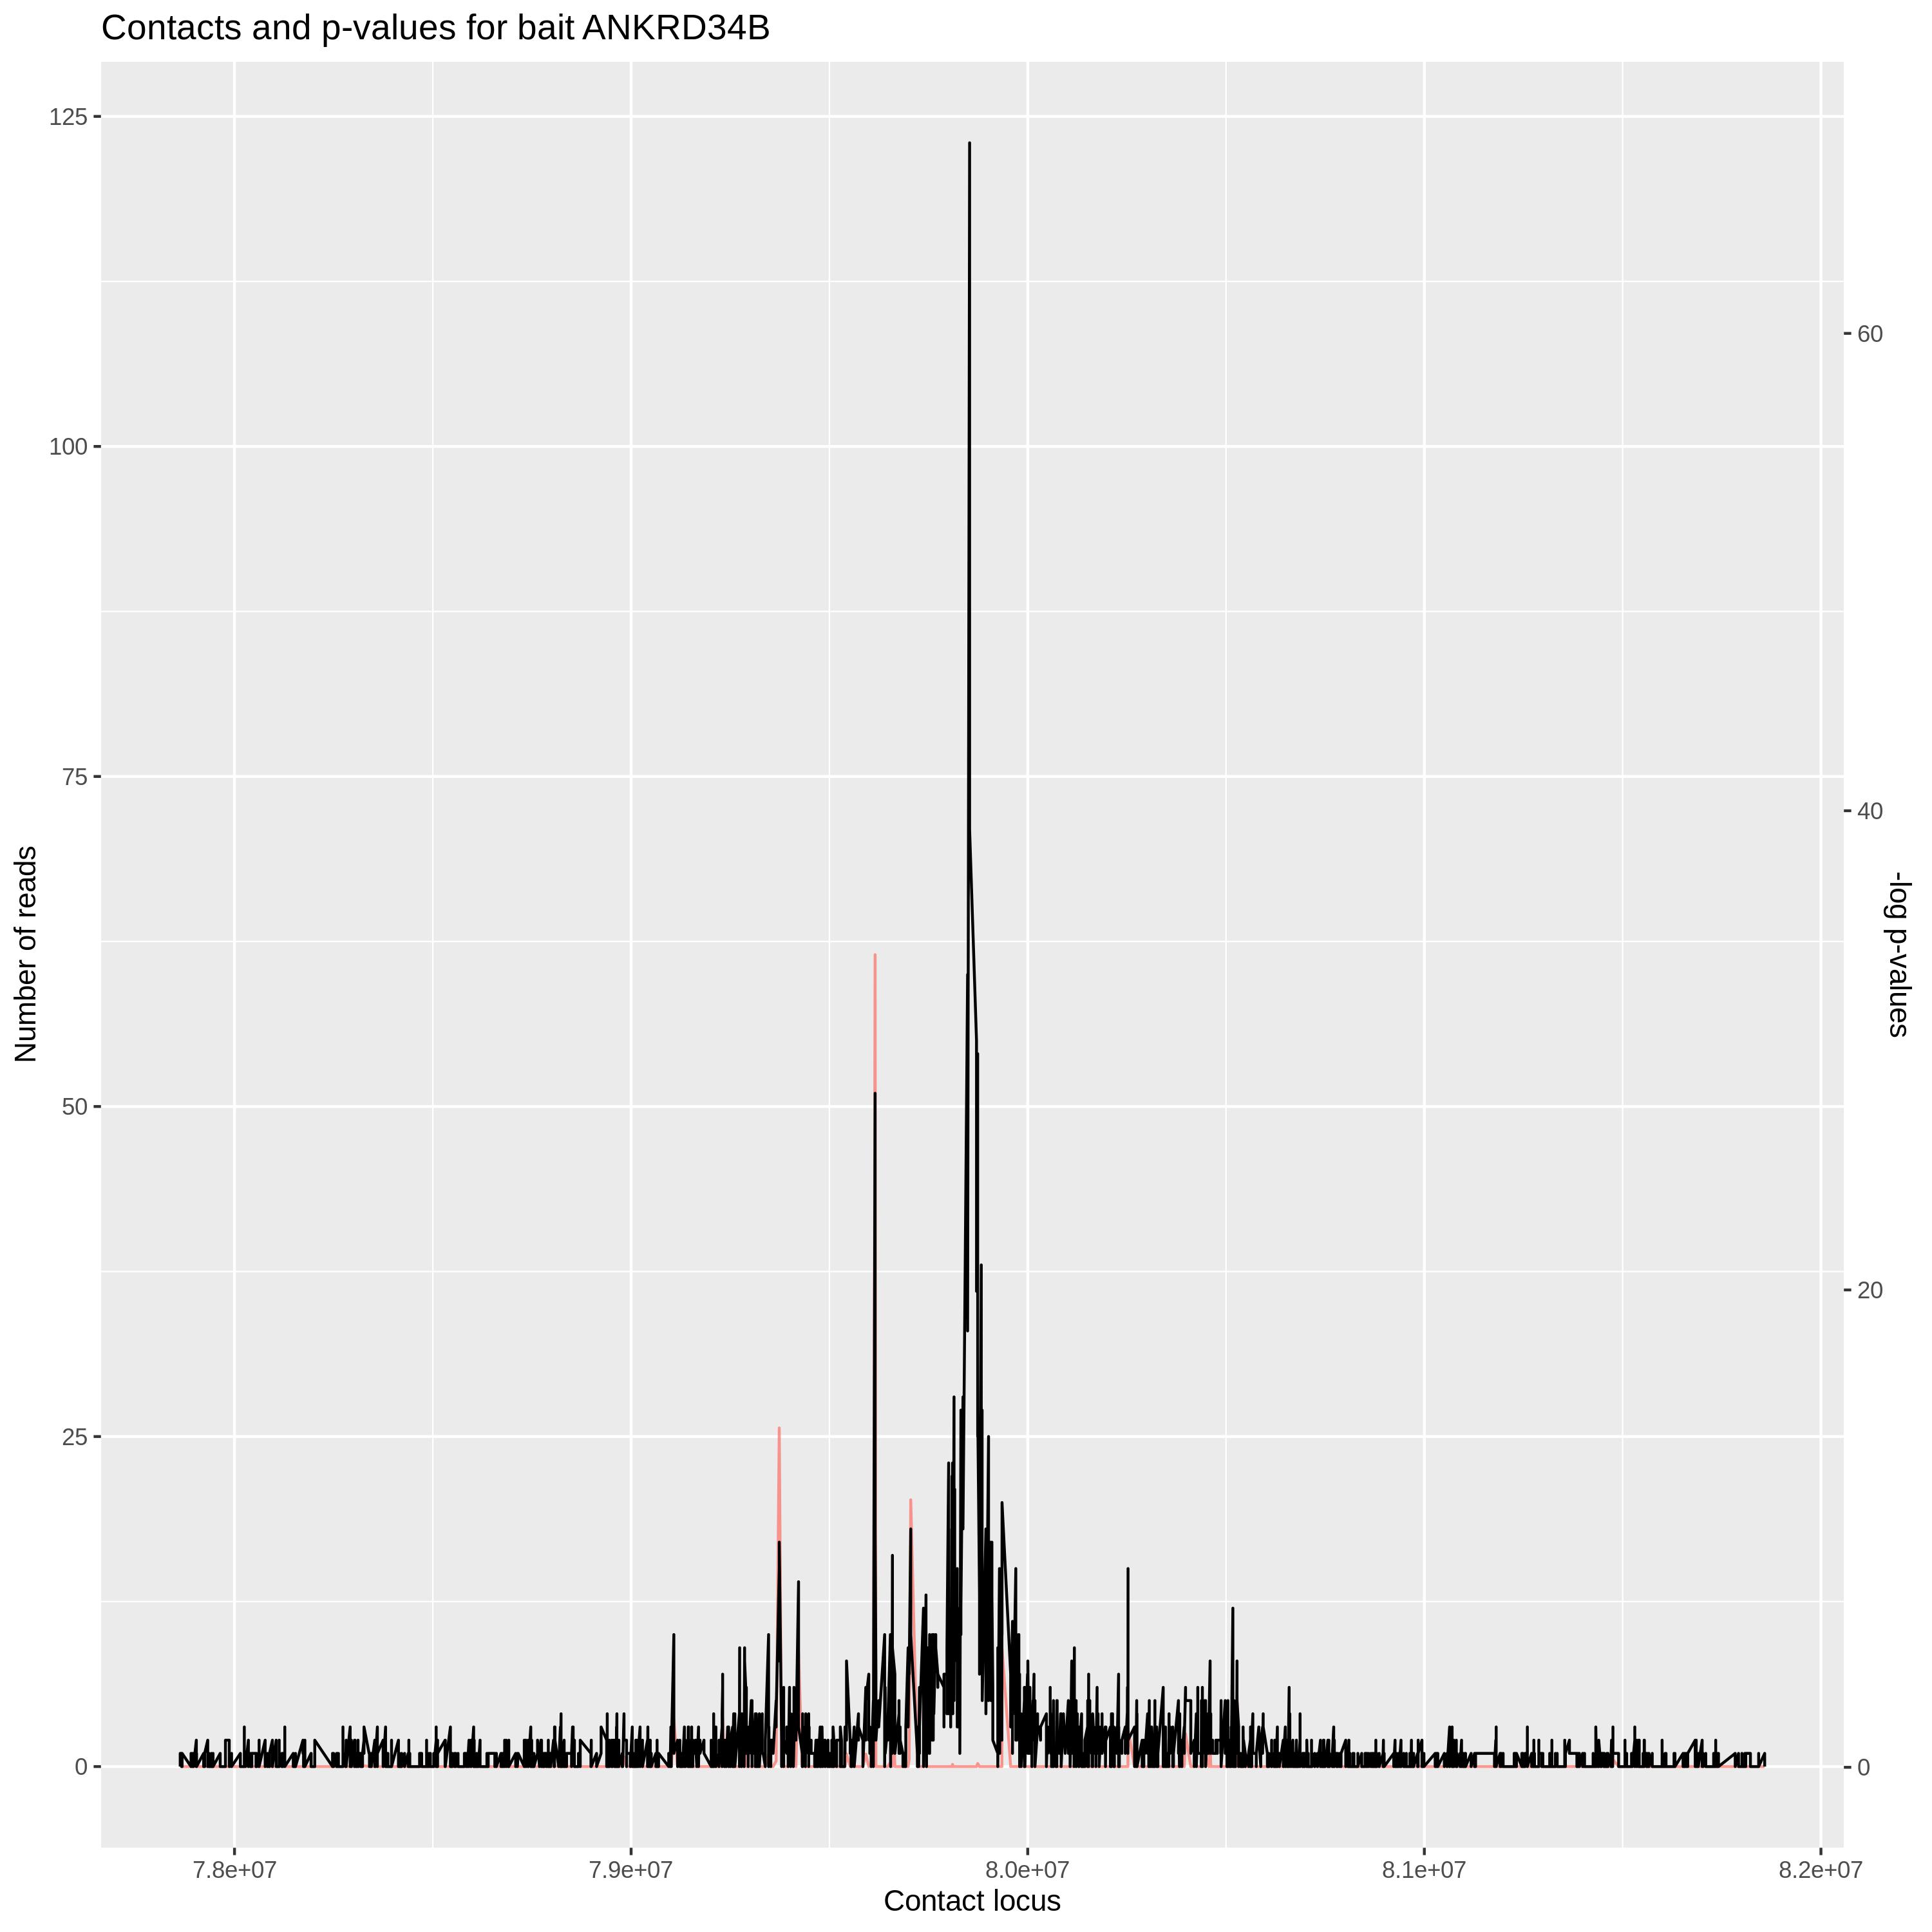 Contacts and p-values for bait ANKRD34B
125
100
75
50
25
0
Number of reads
60
40
20
0
-log p-values
7.8e+07 7.9e+07 8.0e+07 8.1e+07 8.2e+07
Contact locus